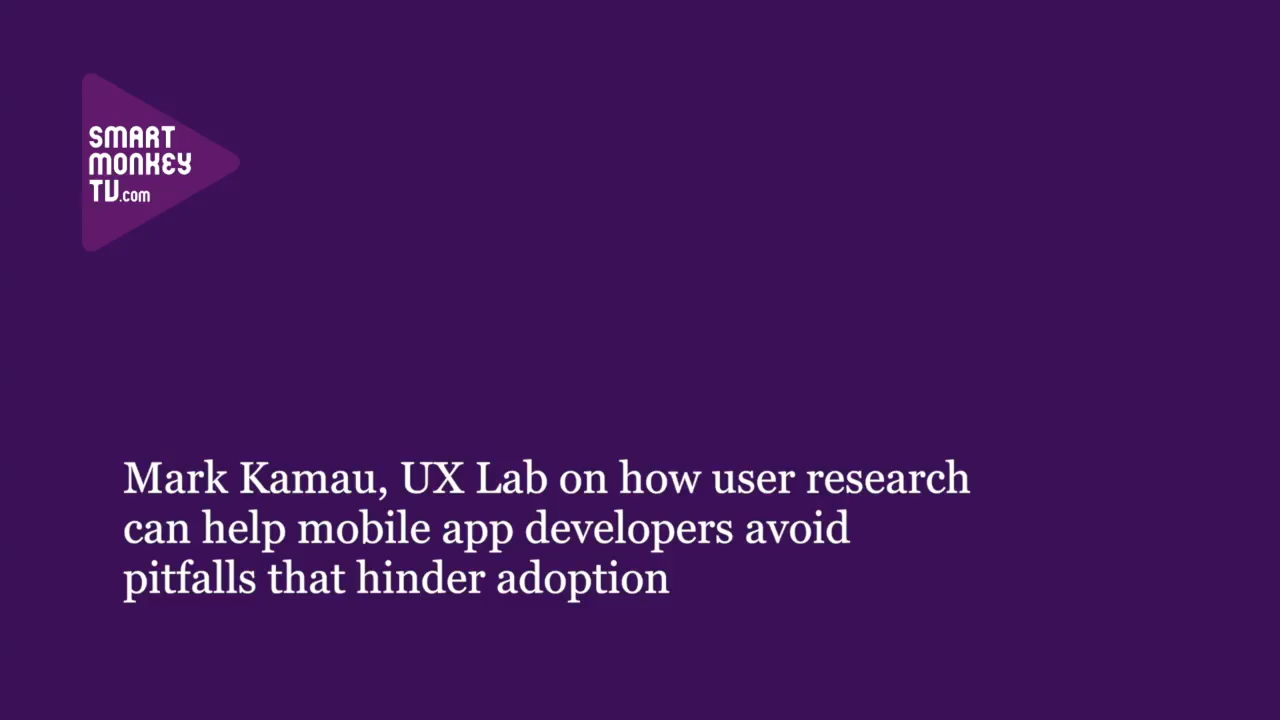 SMART
MONKEY
TV.com
Mark Kamau, UX Lab on how user research
can help mobile app developers avoid
pitfalls that hinder adoption